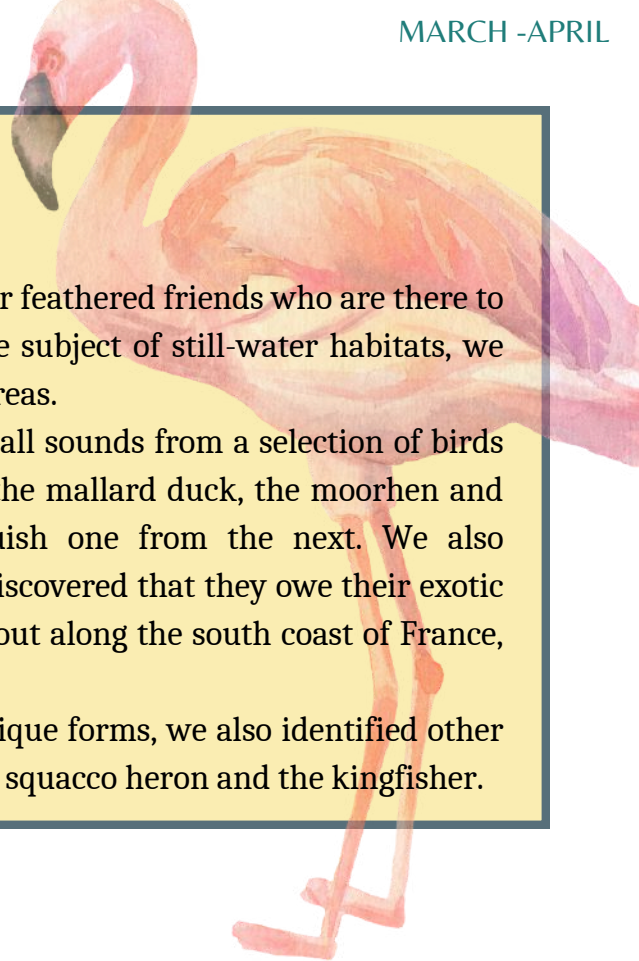 MARCH -APRIL
r feathered friends who are there to
e subject of still-water habitats, we
reas.
all sounds from a selection of birds
the mallard duck, the moorhen and
uish one from the next. We also
iscovered that they owe their exotic
out along the south coast of France,
ique forms, we also identified other
squacco heron and the kingfisher.